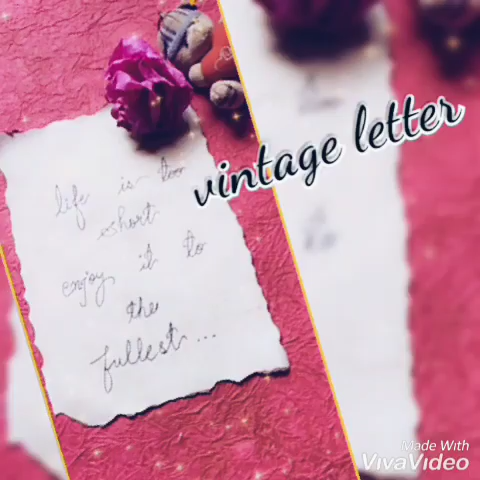 vintage letter
life is too
short
enjoy it to
the
fullest...
Made With
VivaVideo